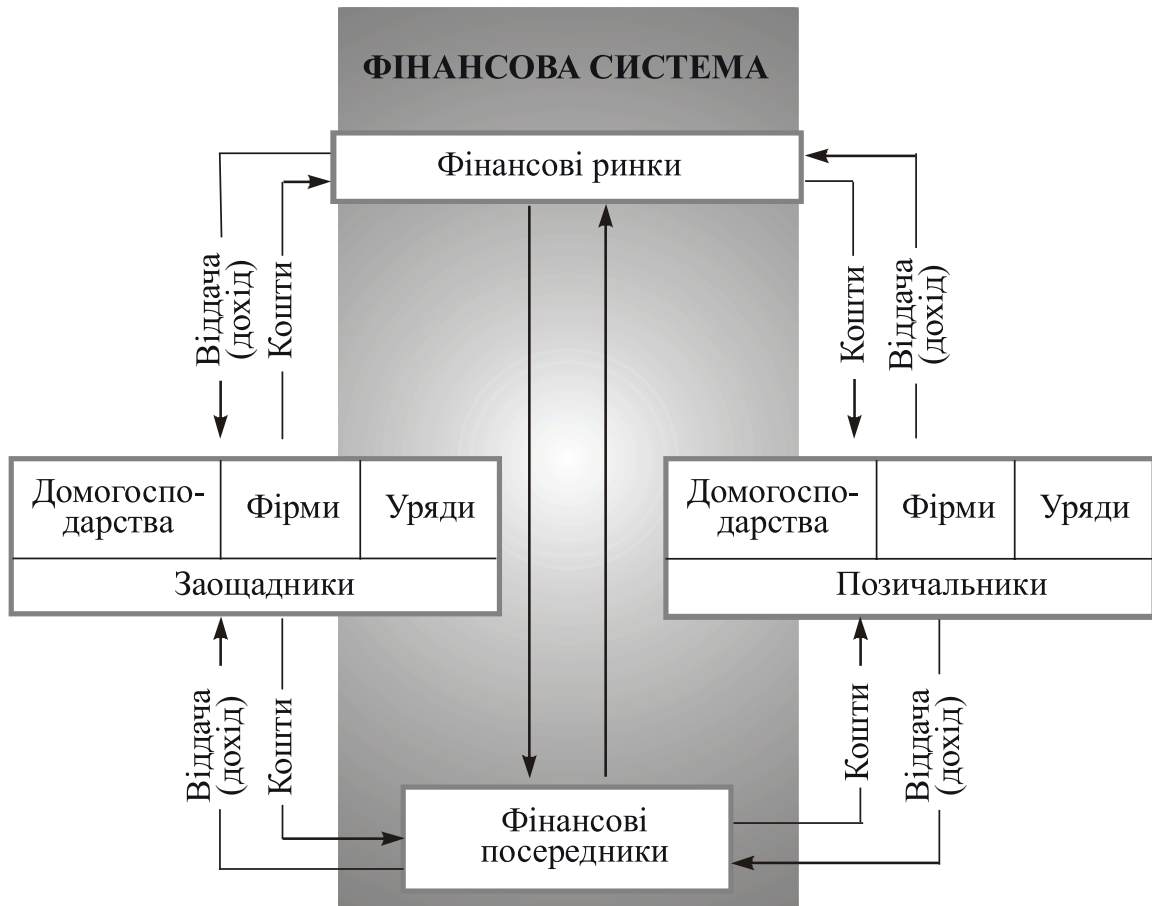 ФІНАНСОВА СИСТЕМА
Фінансові ринки
Віддача
(дохід)
Кошти
Кошти
Віддача
(дохід)
Домогоспо-
дарства
Фірми
Уряди
Заощадники
Домогоспо-
дарства
Фірми
Уряди
Позичальники
Віддача
(дохід)
Кошти
Кошти
Віддача
(дохід)
Фінансові
посередники